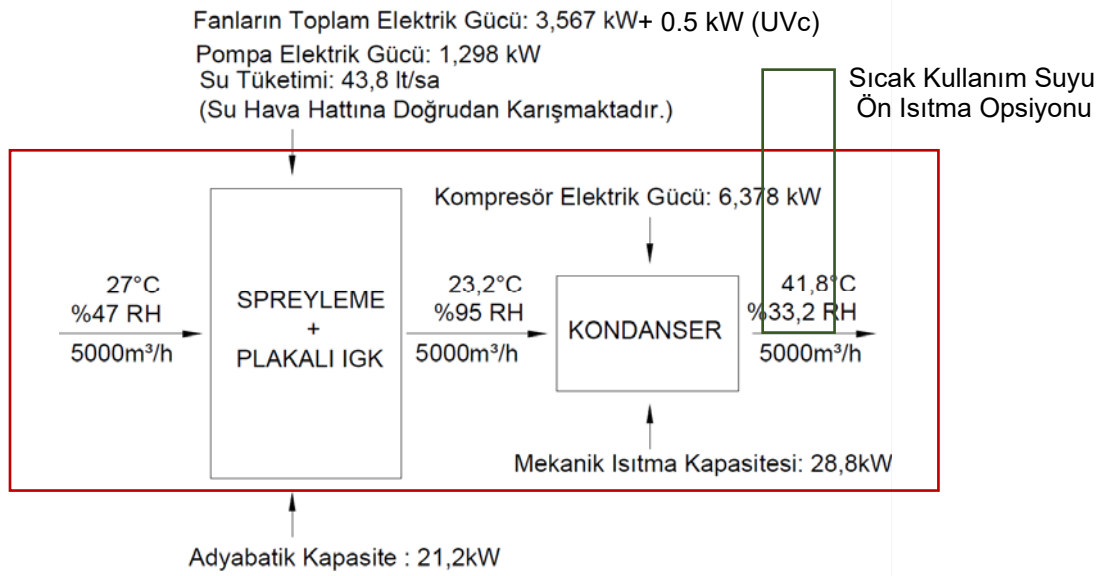 Fanların Toplam Elektrik Gücü: 3,567 kW+ 0.5 kW (UVc)
Pompa Elektrik Gücü: 1,298 kW
Su Tüketimi: 43,8 lt/sa
(Su Hava Hattına Doğrudan Karışmaktadır.)
Sıcak Kullanım Suyu
Ön Isıtma Opsiyonu
Kompresör Elektrik Gücü: 6,378 kW
27°C
%47 RH
5000m³/h
SPREYLEME
+
PLAKALI IGK
23,2°C
%95 RH
5000m³/h
KONDANSER
41,8°C
%33,2 RH
5000m³/h
Mekanik Isıtma Kapasitesi: 28,8kW
Adyabatik Kapasite : 21,2kW